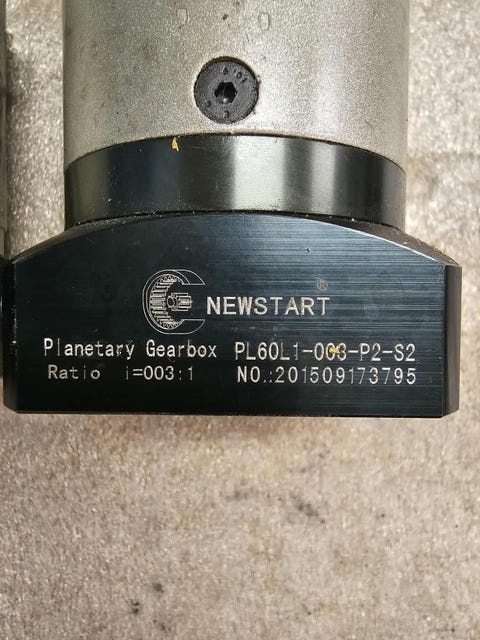 ®
NEWSTART
Planetary Gearbox PL60L1-003-P2-S2
Ratio i=003:1 NO.:201509173795